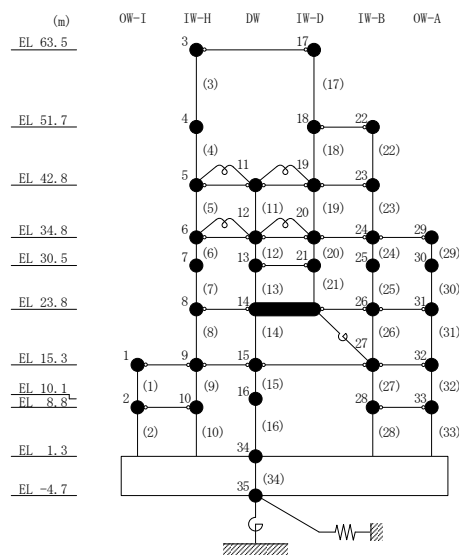 (m) OW-I IW-H DW IW-D IW-B OW-A
EL 63.5 3 17
(3) (17)
EL 51.7 4 18 22
(4) (18) (22)
EL 42.8 5 11 19 23
(5) (11) (19) (23)
EL 34.8 6 12 20 24 29
(6) (12) (20) (24) (29)
EL 30.5 7 13 21 25 30
(7) (13) (21) (25) (30)
EL 23.8 8 14 26 31
(8) (14) (26) (31)
27
EL 15.3 1 9 15 32
(1) (9) (15) (27) (32)
EL 10.1 16
EL 8.8 2 10 28 33
(2) (10) (16) (28) (33)
EL 1.3 34
(34)
EL -4.7 35